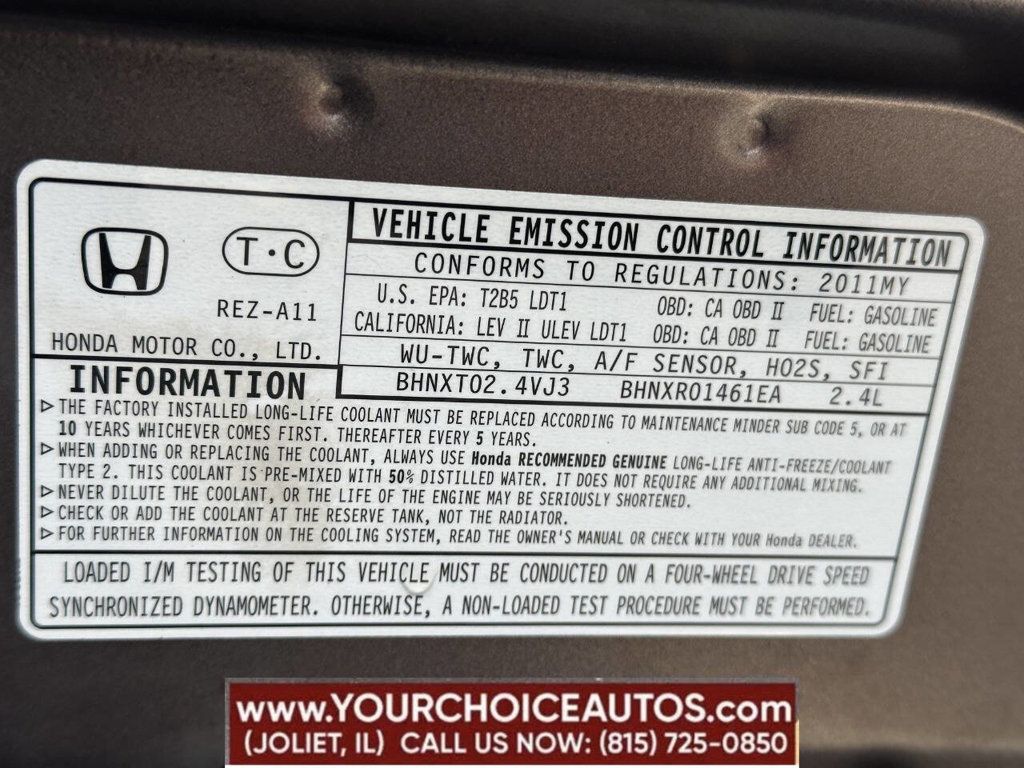 T·C
REZ-A11
HONDA MOTOR CO., LTD.
VEHICLE EMISSION CONTROL INFORMATION
CONFORMS TO REGULATIONS: 2011MY
U.S. EPA: T2B5 LDT1 OBD: CA OBD II FUEL: GASOLINE
CALIFORNIA: LEV II ULEV LDT1 OBD: CA OBD II FUEL: GASOLINE
WU-TWC, TWC, A/F SENSOR, HO2S, SFI
BHNXT02.4VJ3 BHNXR01461EA 2.4L
INFORMATION
▷THE FACTORY INSTALLED LONG-LIFE COOLANT MUST BE REPLACED ACCORDING TO MAINTENANCE MINDER SUB CODE 5, OR AT
10 YEARS WHICHEVER COMES FIRST. THEREAFTER EVERY 5 YEARS.
▷WHEN ADDING OR REPLACING THE COOLANT, ALWAYS USE Honda RECOMMENDED GENUINE LONG-LIFE ANTI-FREEZE/COOLANT
TYPE 2. THIS COOLANT IS PRE-MIXED WITH 50% DISTILLED WATER. IT DOES NOT REQUIRE ANY ADDITIONAL MIXING.
▷NEVER DILUTE THE COOLANT, OR THE LIFE OF THE ENGINE MAY BE SERIOUSLY SHORTENED.
▷CHECK OR ADD THE COOLANT AT THE RESERVE TANK, NOT THE RADIATOR.
▷FOR FURTHER INFORMATION ON THE COOLING SYSTEM, READ THE OWNER'S MANUAL OR CHECK WITH YOUR Honda DEALER.
LOADED I/M TESTING OF THIS VEHICLE MUST BE CONDUCTED ON A FOUR-WHEEL DRIVE SPEED
SYNCHRONIZED DYNAMOMETER. OTHERWISE, A NON-LOADED TEST PROCEDURE MUST BE PERFORMED.
www.YOURCHOICEAUTOS.com
(JOLIET, IL) CALL US NOW: (815) 725-0850